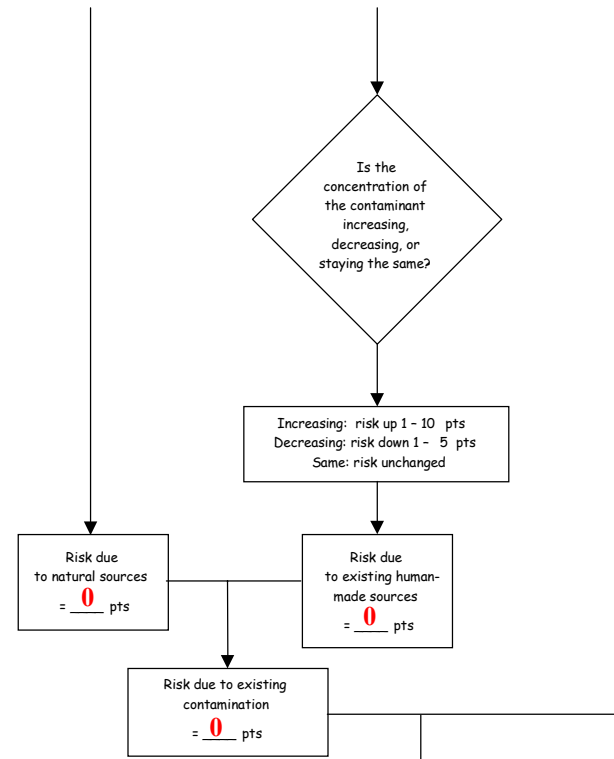 Is the
concentration of
the contaminant
increasing,
decreasing, or
staying the same?
Increasing: risk up 1 – 10 pts
Decreasing: risk down 1 – 5 pts
Same: risk unchanged
Risk due
to natural sources
= 0 pts
Risk due
to existing human-
made sources
= 0 pts
Risk due to existing
contamination
= 0 pts